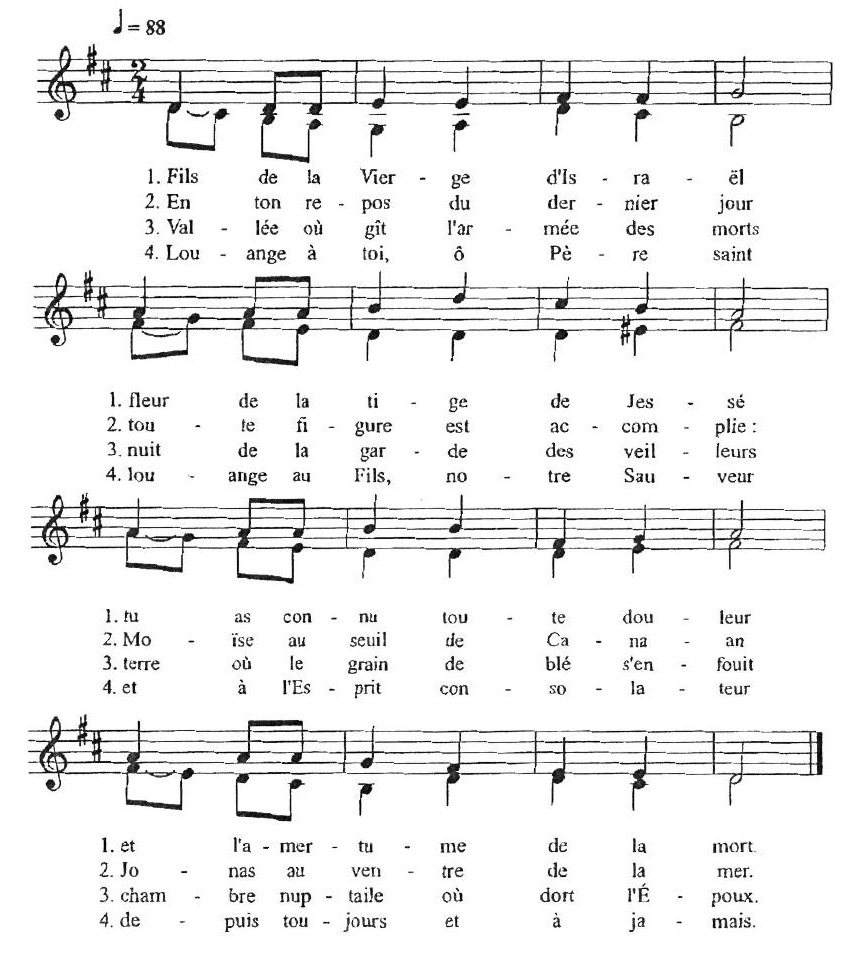 ♩ = 88
2/4
1. Fils de la Vier - ge d'Is - ra - ël
2. En ton re - pos du der - nier jour
3. Val - lée où gît l'ar - mée des morts
4. Lou - ange à toi, ô Pè - re saint
1. fleur de la ti - ge de Jes - sé
2. tou - te fi - gure est ac - com - plie :
3. nuit de la gar - de des veil - leurs
4. lou - ange au Fils, no - tre Sau - veur
1. tu as con - nu tou - te dou - leur
2. Mo - ïse au seuil de Ca - na - an
3. terre où le grain de blé s'en - fouit
4. et à l'Es - prit con - so - la - teur
1. et l'a - mer - tu - me de la mort.
2. Jo - nas au ven - tre de la mer.
3. cham - bre nup - taile où dort l'É - poux.
4. de - puis tou - jours et à ja - mais.